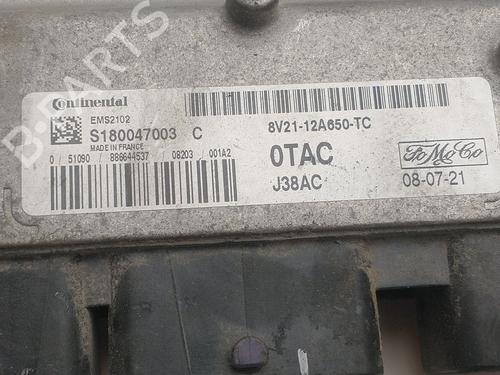 B-PARTS
Continental
EMS2102
S180047003 C
MADE IN FRANCE
0 51090 886644537 08203 001A2
8V21-12A650-TC
0TAC
J38AC
FoMoCo
08-07-21